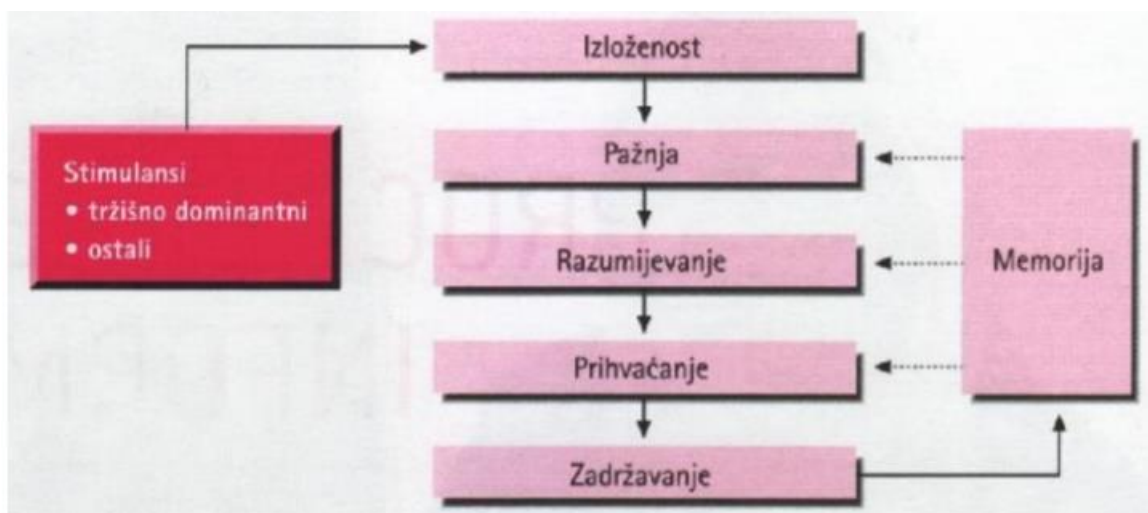 Izloženost
Stimulansi
• tržišno dominantni
• ostali
Pažnja
Razumijevanje
Prihvaćanje
Zadržavanje
Memorija